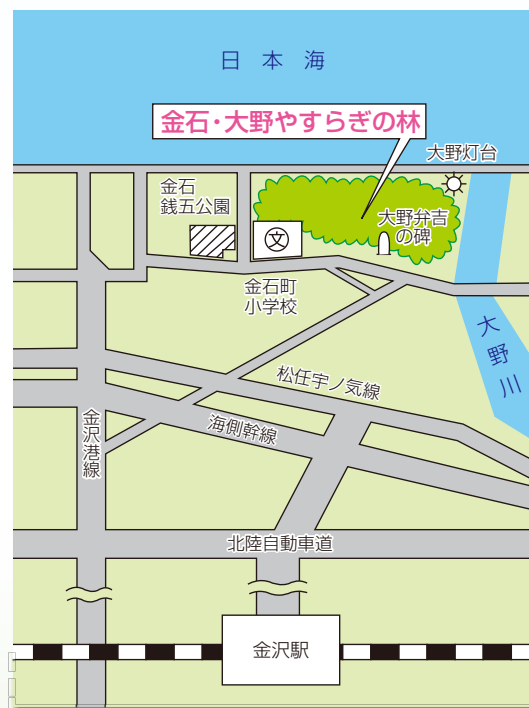 日本海
金石・大野やすらぎの林
大野灯台
金石
銭五公園
文
大野弁吉
の碑
金石町
小学校
大野川
松任宇ノ気線
海側幹線
金沢港線
北陸自動車道
金沢駅